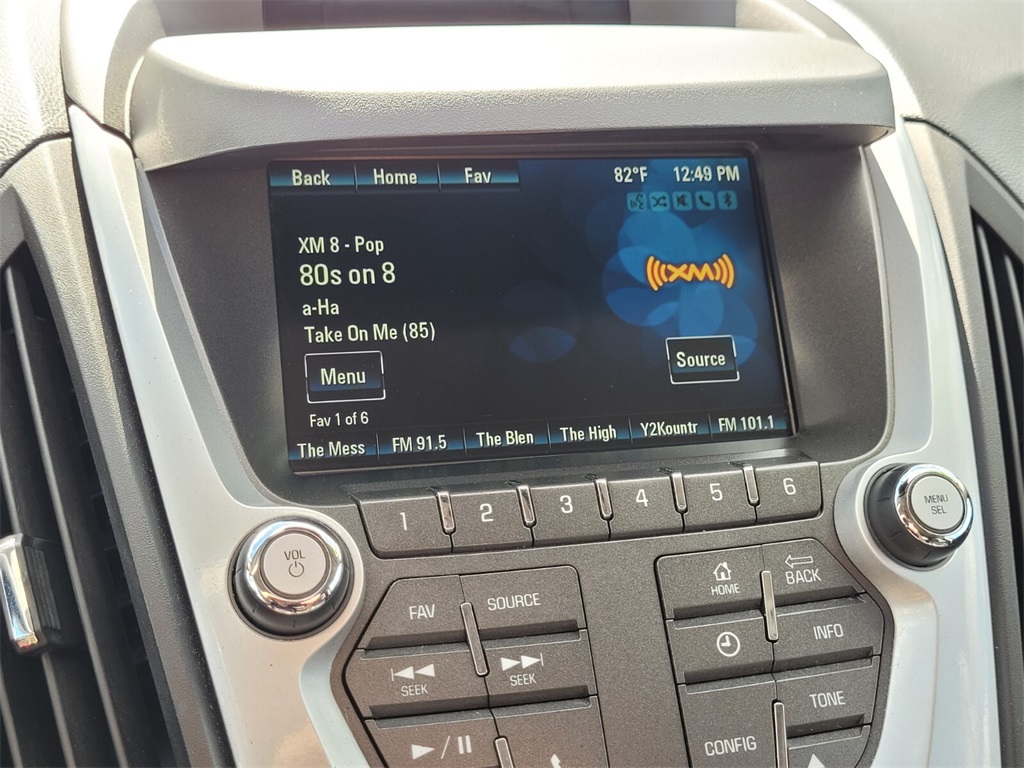 Back Home Fav 82°F 12:49 PM
XM 8 - Pop
80s on 8
XM
a-Ha
Take On Me (85)
Menu Source
Fav 1 of 6
The Mess FM 91.5 The Blen The High Y2Kountr FM 101.1
1 2 3 4 5 6
MENU
SEL
VOL
FAV SOURCE
HOME BACK
SEEK SEEK
INFO
TONE
CONFIG